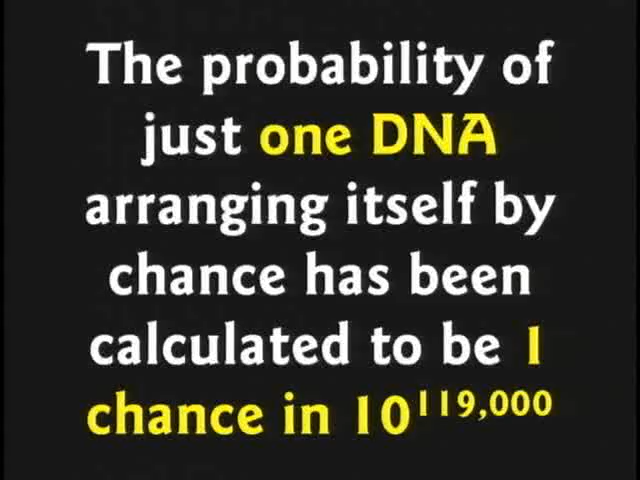 The probability of
just one DNA
arranging itself by
chance has been
calculated to be 1
chance in 10¹¹⁹,⁰⁰⁰